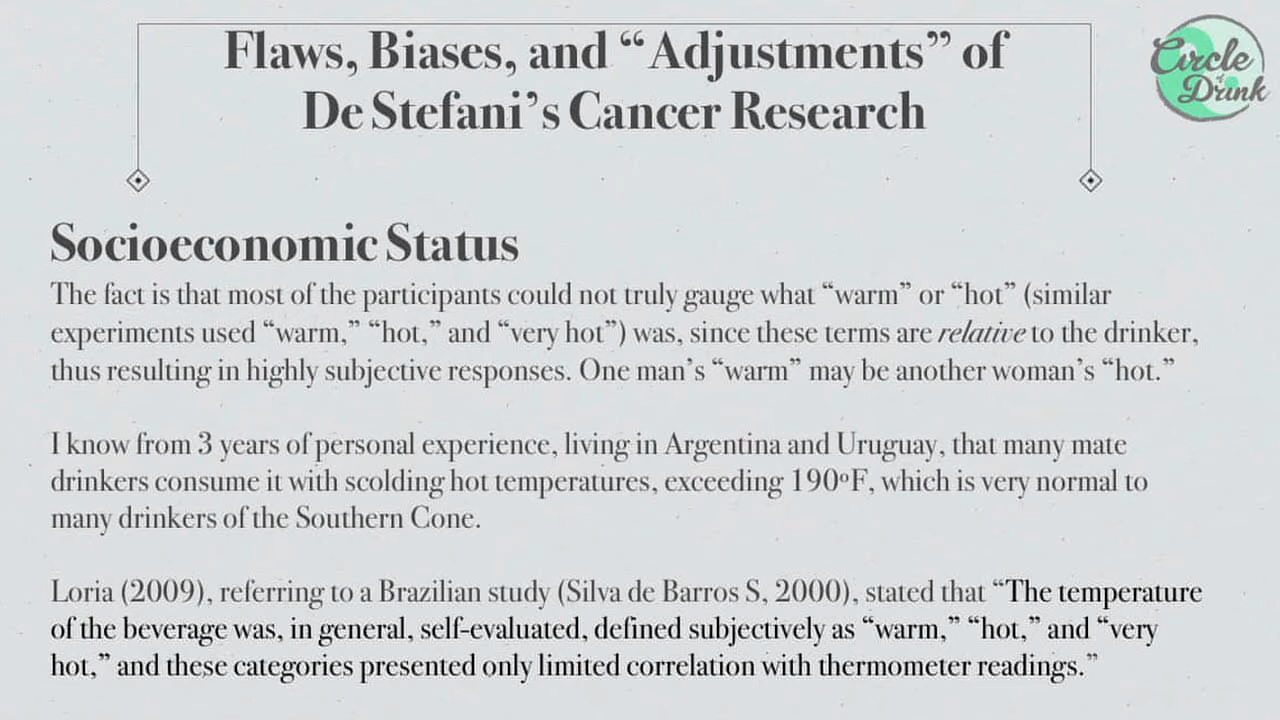 Flaws, Biases, and “Adjustments” of
De Stefani’s Cancer Research
Circle
of
Drink
Socioeconomic Status
The fact is that most of the participants could not truly gauge what “warm” or “hot” (similar
experiments used “warm,” “hot,” and “very hot”) was, since these terms are relative to the drinker,
thus resulting in highly subjective responses. One man’s “warm” may be another woman’s “hot.”
I know from 3 years of personal experience, living in Argentina and Uruguay, that many mate
drinkers consume it with scolding hot temperatures, exceeding 190ºF, which is very normal to
many drinkers of the Southern Cone.
Loria (2009), referring to a Brazilian study (Silva de Barros S, 2000), stated that “The temperature
of the beverage was, in general, self-evaluated, defined subjectively as “warm,” “hot,” and “very
hot,” and these categories presented only limited correlation with thermometer readings.”